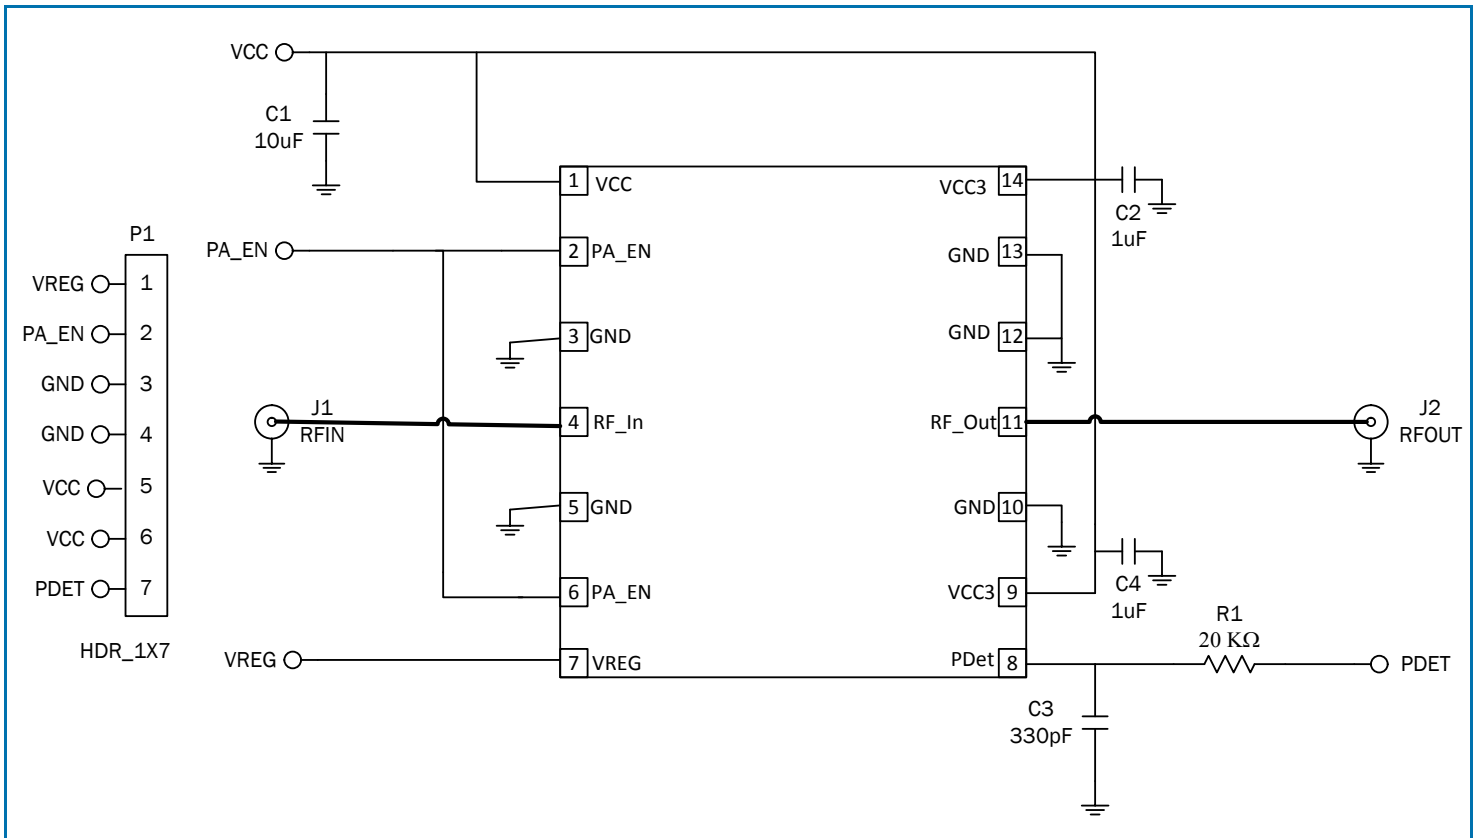 VCC
C1
10uF
1 VCC
VCC3 14
C2
1uF
P1
PA_EN
2 PA_EN
GND 13
VREG 1
PA_EN 2
3 GND
GND 12
GND 3
J1
RFIN
4 RF_In
RF_Out 11
J2
RFOUT
GND 4
VCC 5
5 GND
GND 10
VCC 6
C4
1uF
PDET 7
6 PA_EN
VCC3 9
R1
20 KΩ
HDR_1X7
VREG
7 VREG
PDet 8
PDET
C3
330pF